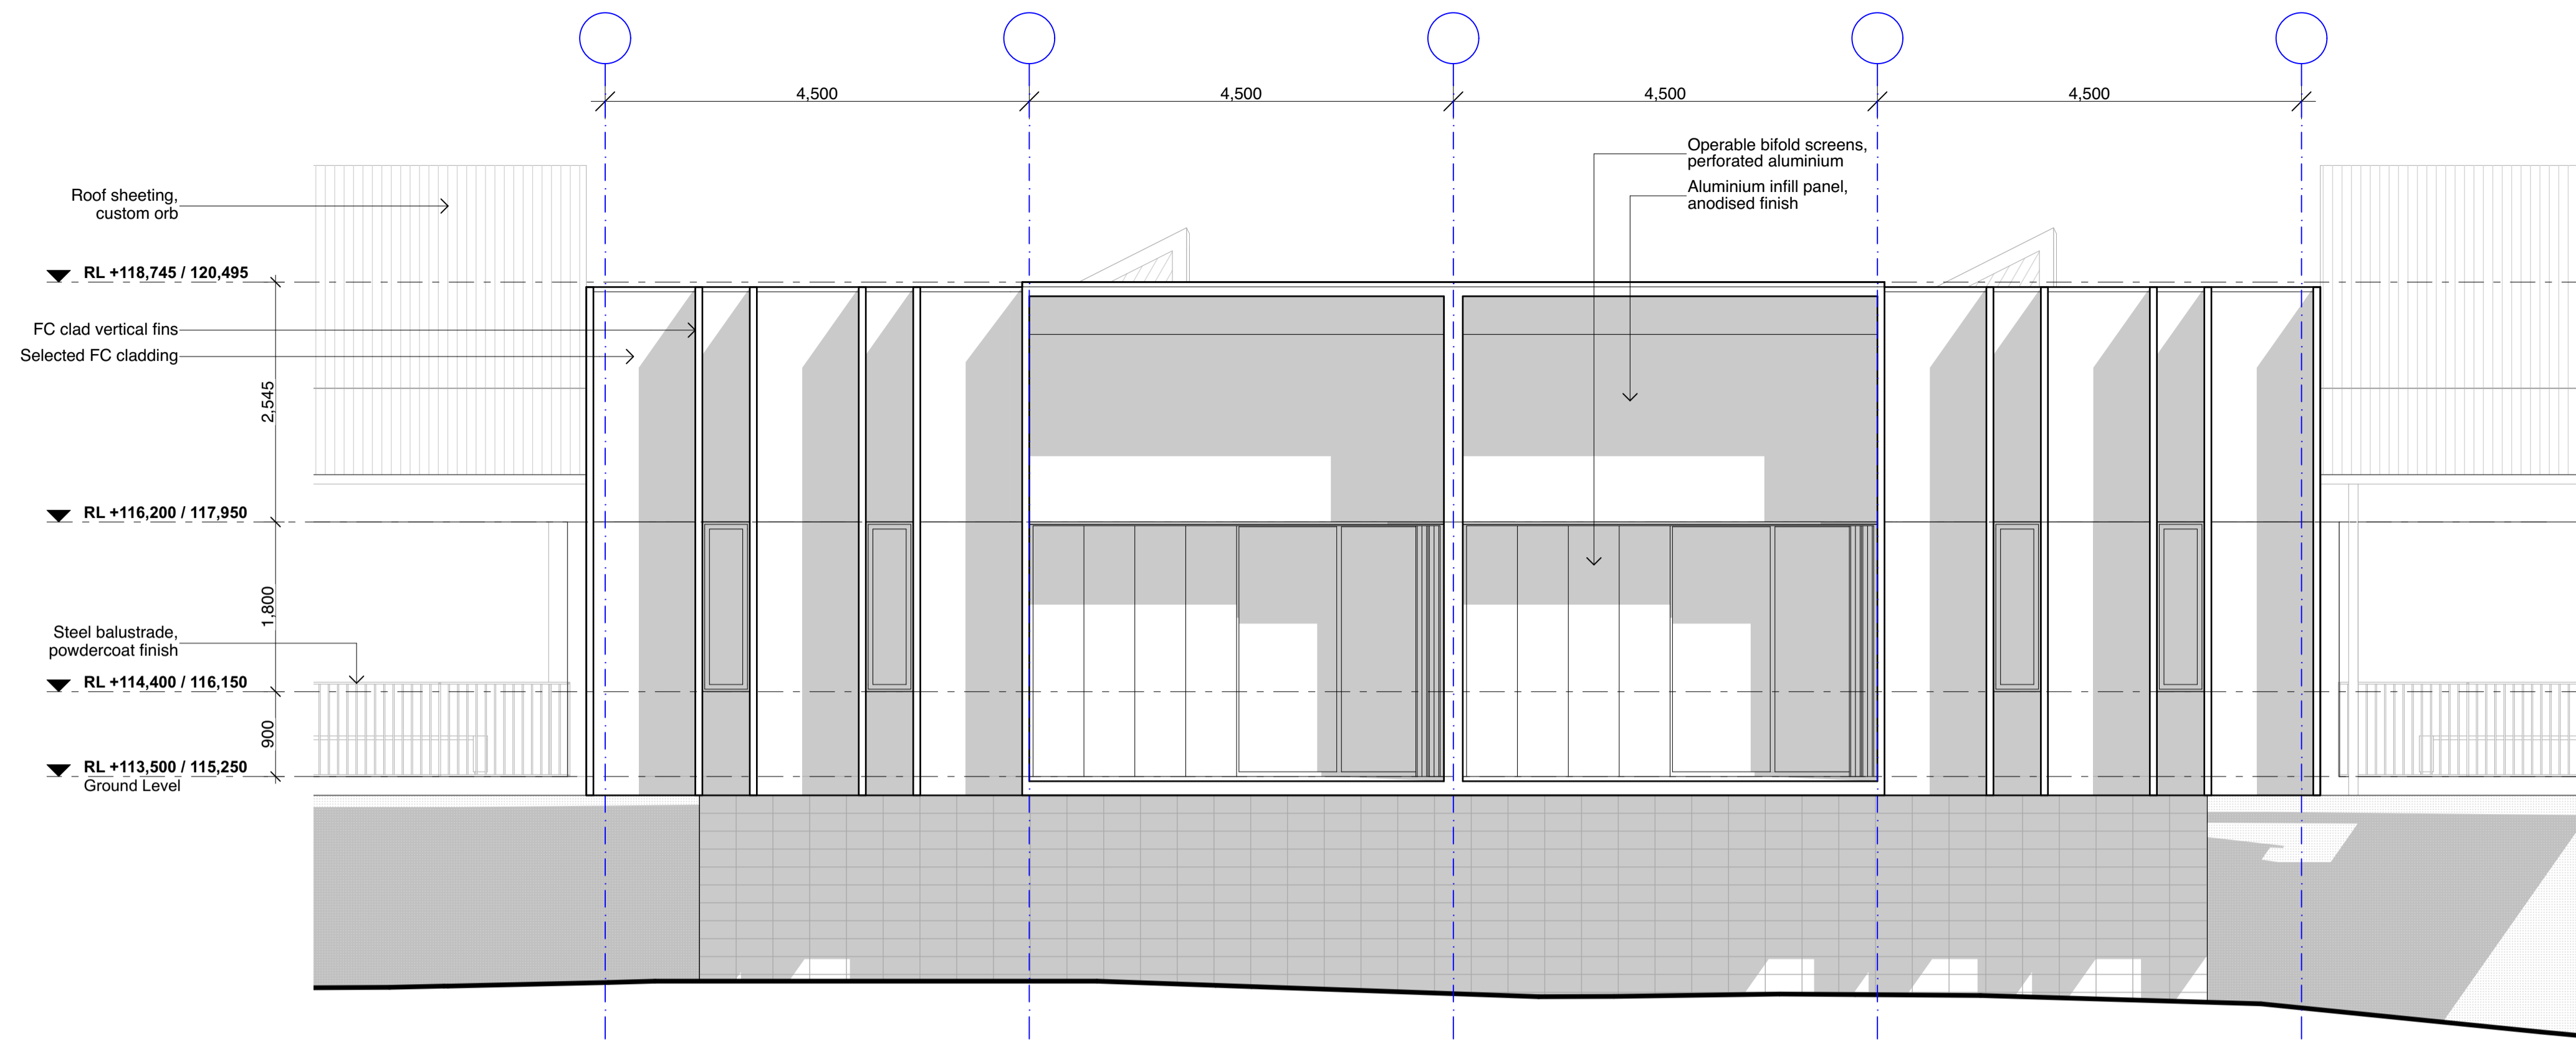 4,500
4,500
4,500
4,500
Operable bifold screens,
perforated aluminium
Aluminium infill panel,
anodised finish
Roof sheeting,
custom orb
RL +118,745 / 120,495
FC clad vertical fins
Selected FC cladding
2,545
RL +116,200 / 117,950
1,800
Steel balustrade,
powdercoat finish
RL +114,400 / 116,150
900
RL +113,500 / 115,250
Ground Level